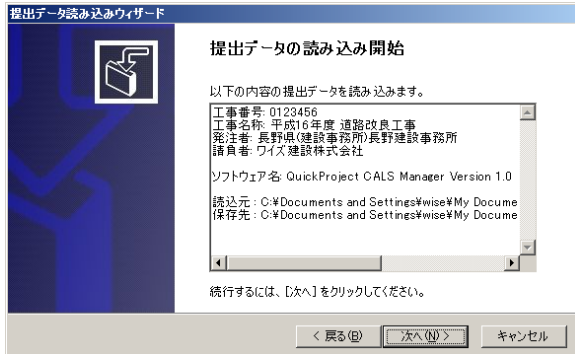 提出データ読み込みウィザード
提出データの読み込み開始
以下の内容の提出データを読み込みます。
工事番号: 0123456
工事名称: 平成16年度 道路改良工事
発注者: 長野県(建設事務所)長野建設事務所
請負者: ワイズ建設株式会社
ソフトウェア名: QuickProject CALS Manager Version 1.0
読込元 : C:¥Documents and Settings¥wise¥My Docume
保存先 : C:¥Documents and Settings¥wise¥My Docume
続行するには、[次へ] をクリックしてください。
< 戻る(B)
次へ(N) >
キャンセル